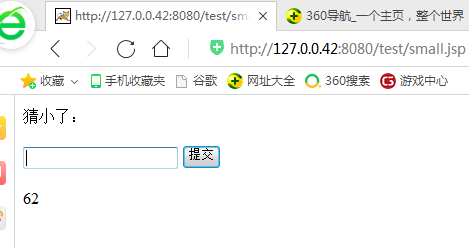 http://127.0.0.42:8080/test/sma
360导航_一个主页，整个世界
http://127.0.0.42:8080/test/small.jsp
收藏
手机收藏夹
谷歌
网址大全
360搜索
游戏中心
猜小了：
提交
62